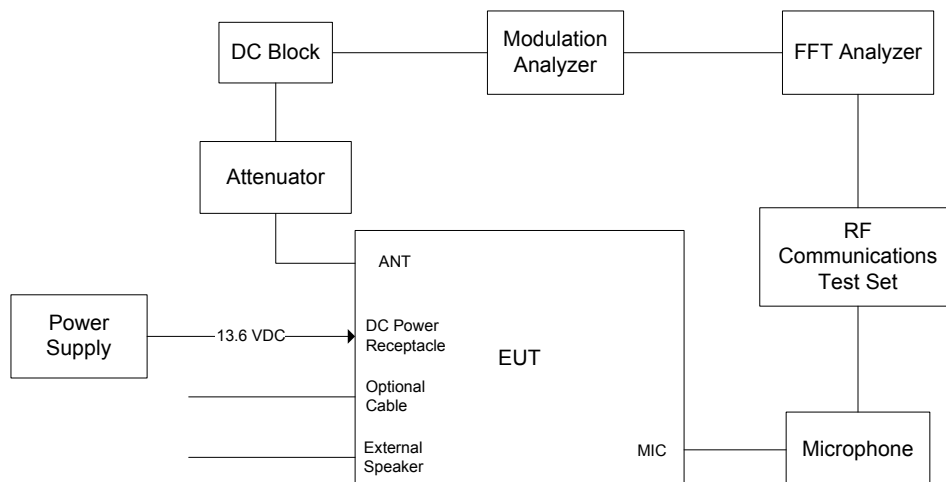 DC Block
Modulation
Analyzer
FFT Analyzer
Attenuator
RF
Communications
Test Set
ANT
Power
Supply
13.6 VDC
DC Power
Receptacle
EUT
Optional
Cable
External
Speaker
MIC
Microphone